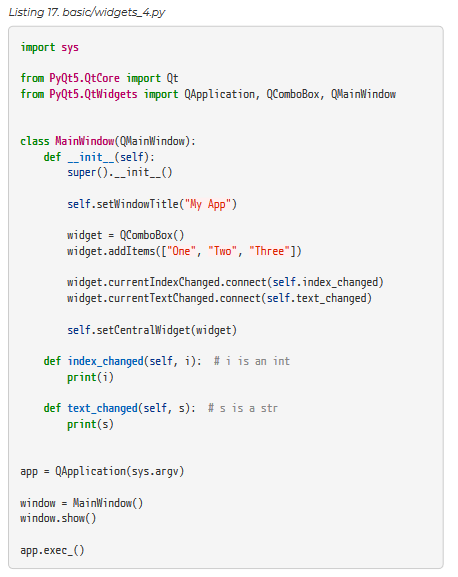 Listing 17. basic/widgets_4.py
import sys
from PyQt5.QtCore import Qt
from PyQt5.QtWidgets import QApplication, QComboBox, QMainWindow
class MainWindow(QMainWindow):
    def __init__(self):
        super().__init__()
        self.setWindowTitle("My App")
        widget = QComboBox()
        widget.addItems(["One", "Two", "Three"])
        widget.currentIndexChanged.connect(self.index_changed)
        widget.currentTextChanged.connect(self.text_changed)
        self.setCentralWidget(widget)
    def index_changed(self, i):  # i is an int
        print(i)
    def text_changed(self, s):  # s is a str
        print(s)
app = QApplication(sys.argv)
window = MainWindow()
window.show()
app.exec_()